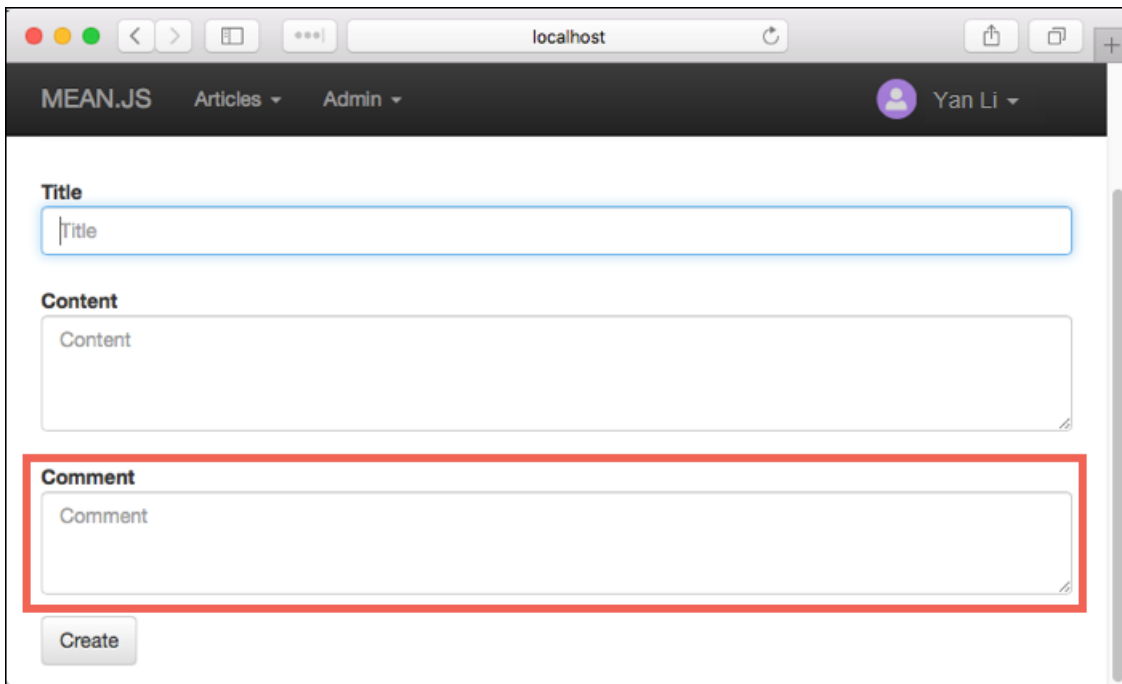 localhost
MEAN.JS Articles Admin Yan Li
Title
Title
Content
Content
Comment
Comment
Create